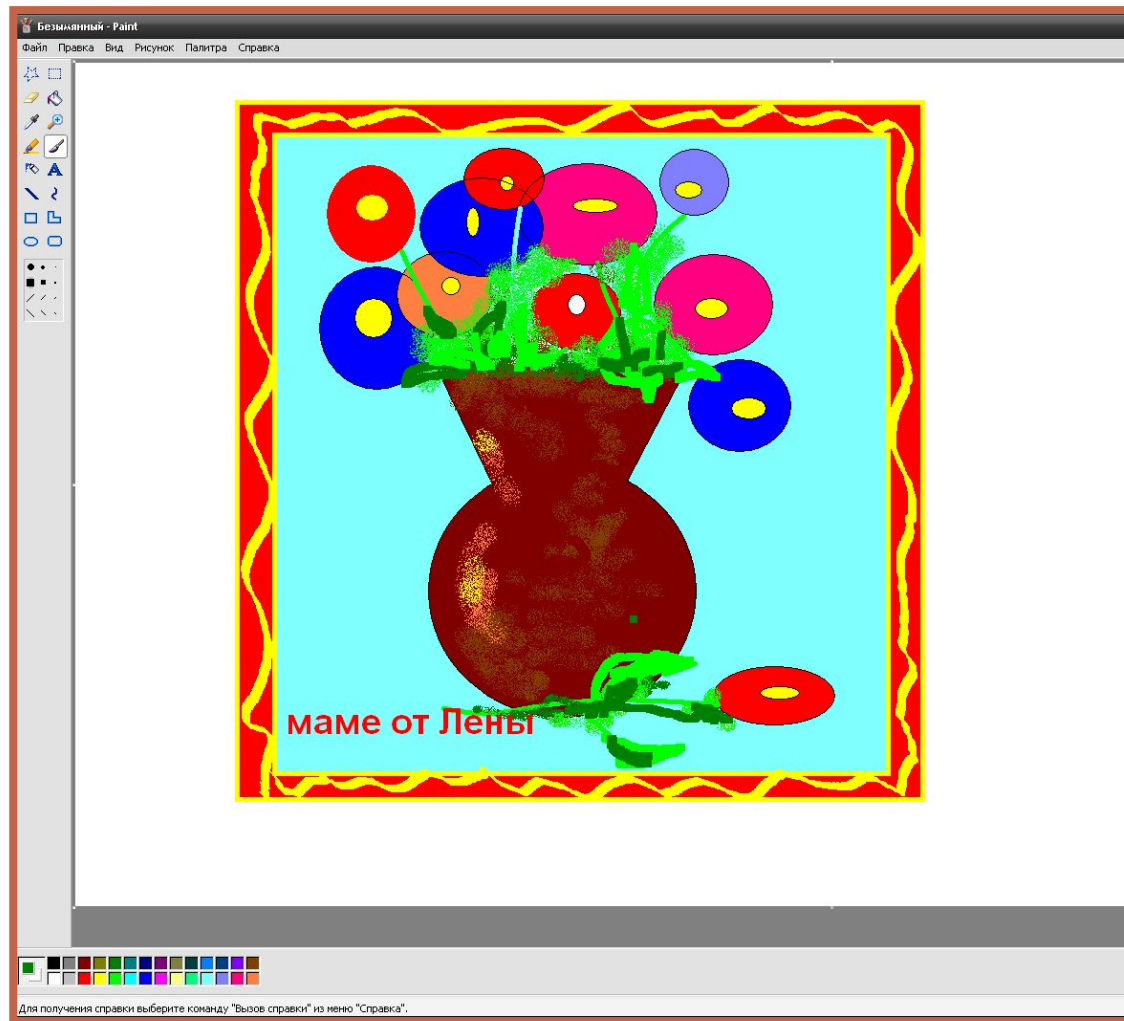 Безымянный - Paint
Файл Правка Вид Рисунок Палитра Справка
A
маме от Лены
Для получения справки выберите команду "Вызов справки" из меню "Справка".